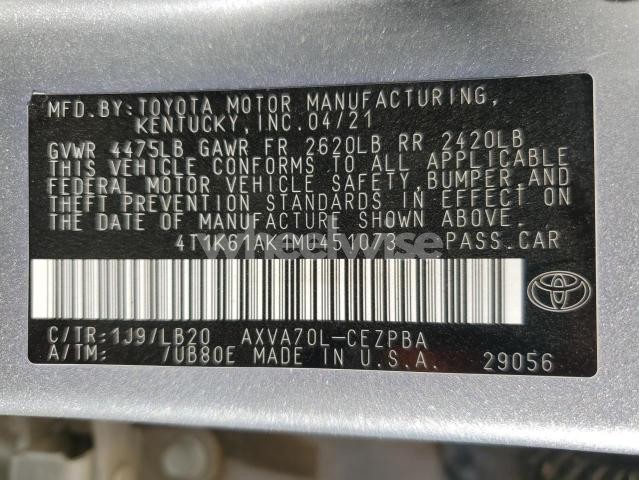 MFD. BY: TOYOTA MOTOR MANUFACTURING,
KENTUCKY, INC. 04/21
GVWR 4475LB GAWR FR 2620LB RR 2420LB
THIS VEHICLE CONFORMS TO ALL APPLICABLE
FEDERAL MOTOR VEHICLE SAFETY, BUMPER AND
THEFT PREVENTION STANDARDS IN EFFECT ON
THE DATE OF MANUFACTURE SHOWN ABOVE.
4T1K61AK1MU451073 PASS. CAR
wheelwise
C/TR: 1J9/LB20 AXVA70L-CEZPBA
A/TM: 7UB80E MADE IN U.S.A. 29056